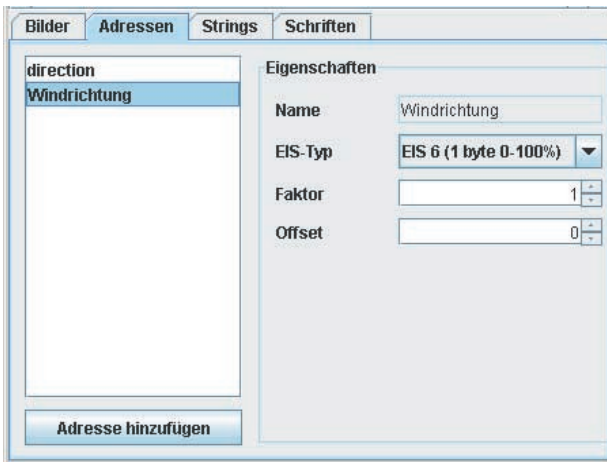 Bilder Adressen Strings Schriften
direction
Windrichtung
Eigenschaften
Name Windrichtung
EIS-Typ EIS 6 (1 byte 0-100%)
Faktor 1
Offset 0
Adresse hinzufügen